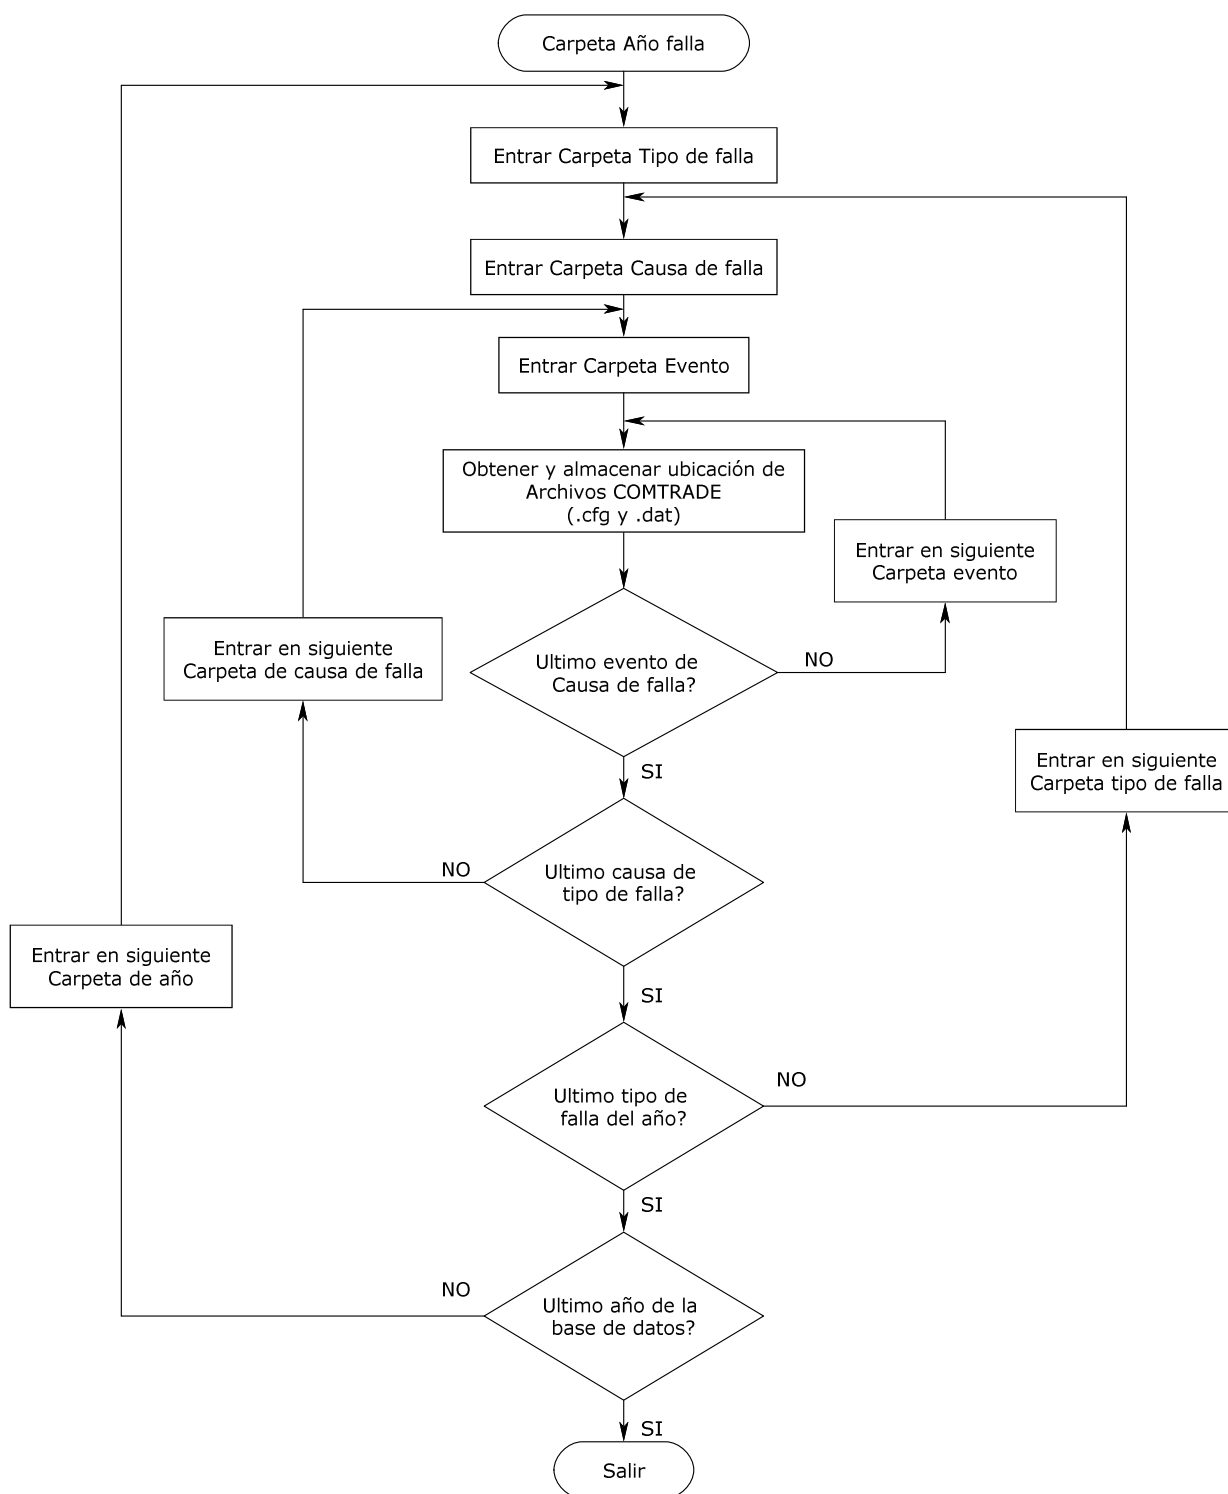 Carpeta Año falla
Entrar Carpeta Tipo de falla
Entrar Carpeta Causa de falla
Entrar Carpeta Evento
Obtener y almacenar ubicación de
Archivos COMTRADE
(.cfg y .dat)
Entrar en siguiente
Carpeta evento
Entrar en siguiente
Carpeta de causa de falla
Ultimo evento de
Causa de falla?
NO
SI
Entrar en siguiente
Carpeta tipo de falla
NO
Ultimo causa de
tipo de falla?
Entrar en siguiente
Carpeta de año
SI
Ultimo tipo de
falla del año?
NO
SI
NO
Ultimo año de la
base de datos?
SI
Salir